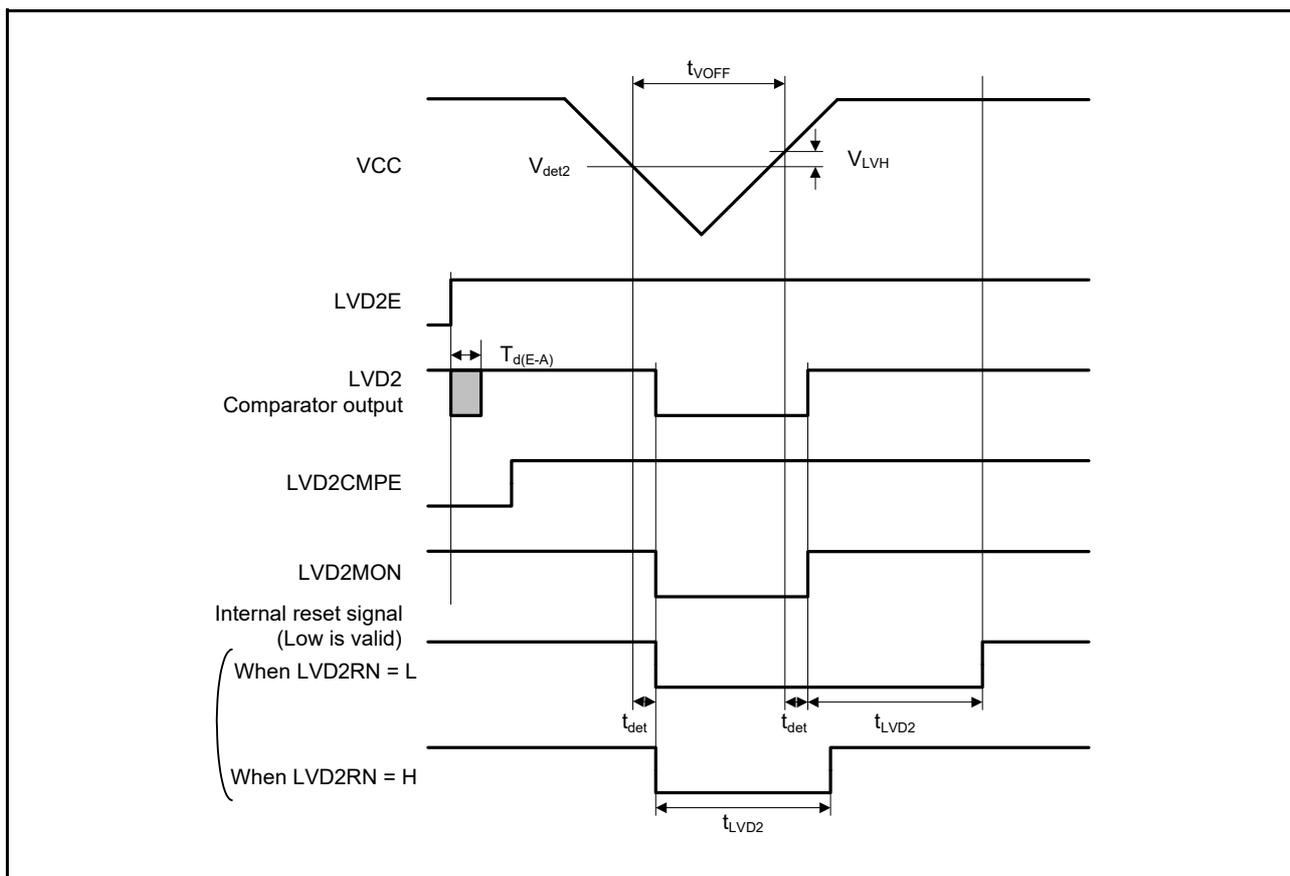 tVOFF
VCC
Vdet2
VLVH
LVD2E
Td(E-A)
LVD2
Comparator output
LVD2CMPE
LVD2MON
Internal reset signal
(Low is valid)
When LVD2RN = L
tdet
tdet
tLVD2
When LVD2RN = H
tLVD2